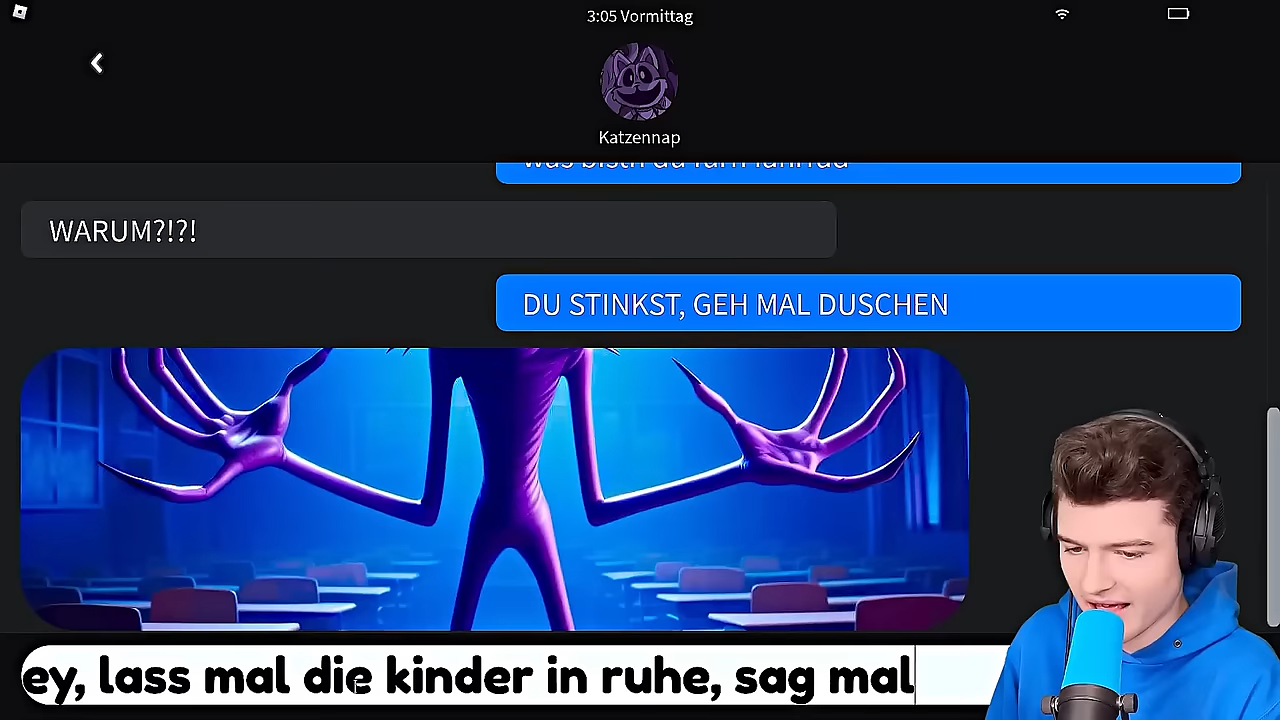 3:05 Vormittag
Katzennap
WARUM?!?!
DU STINKST, GEH MAL DUSCHEN
ey, lass mal die kinder in ruhe, sag mal